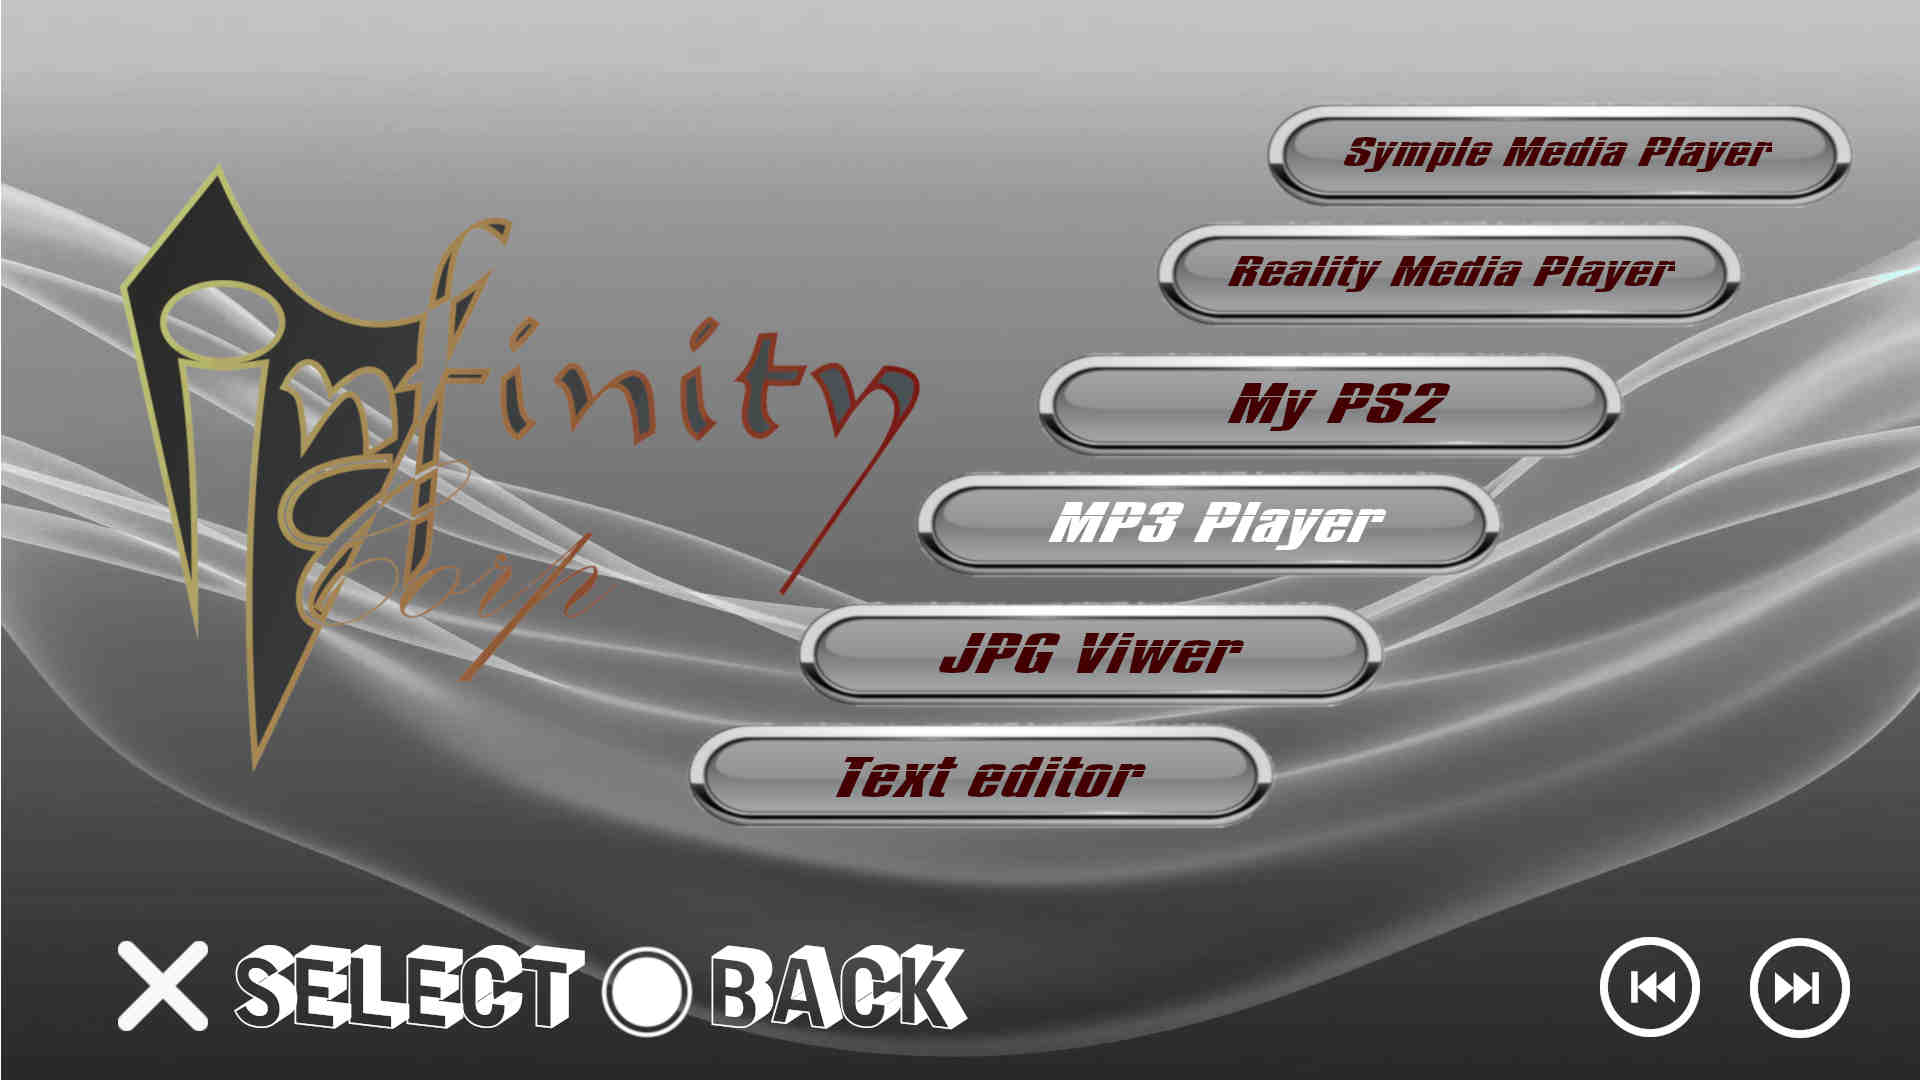 Infinity
Corp
Symple Media Player
Reality Media Player
My PS2
MP3 Player
JPG Viwer
Text editor
SELECT BACK